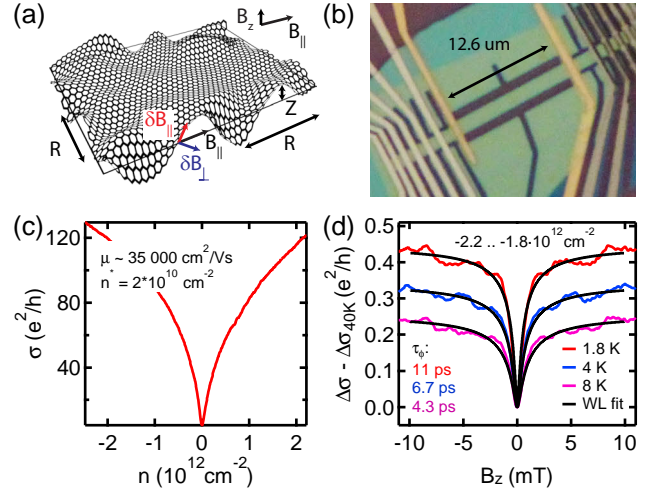 (a)
B_z
B_∥
Z
δB_∥
B_∥
R
R
δB_⊥
(b)
12.6 um
(c)
120
80
40
σ (e²/h)
μ ~ 35 000 cm²/Vs
n^* = 2*10¹⁰ cm⁻²
-2 -1 0 1 2
n (10¹²cm⁻²)
(d)
0.5
0.4
0.3
0.2
0.1
0.0
Δσ - Δσ_40K (e²/h)
-2.2 .. -1.8·10¹² cm⁻²
τ_ϕ:
11 ps
6.7 ps
4.3 ps
1.8 K
4 K
8 K
WL fit
-10 -5 0 5 10
B_z (mT)